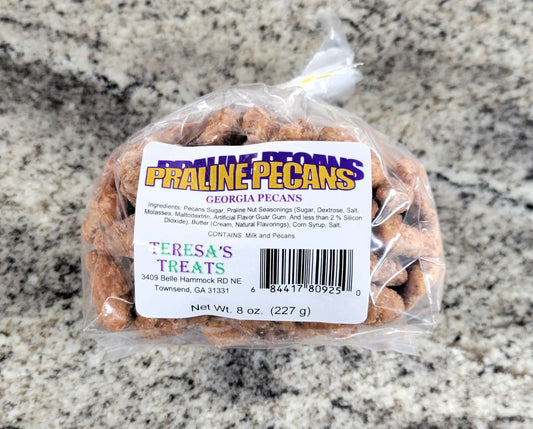 PRALINE PECANS
GEORGIA PECANS
Ingredients: Pecans Sugar, Praline Nut Seasonings (Sugar, Dextrose, Salt.
Molasses, Maltodextrin, Artificial Flavor Guar Gum. And less than 2 % Silicon
Dioxide), Butter (Cream, Natural Flavorings), Corn Syrup, Salt.
CONTAINS: Milk and Pecans
TERESA'S
TREATS
3409 Belle Hammock RD NE
Townsend, GA 31331
6 84417 80925 0
Net Wt. 8 oz. (227 g)